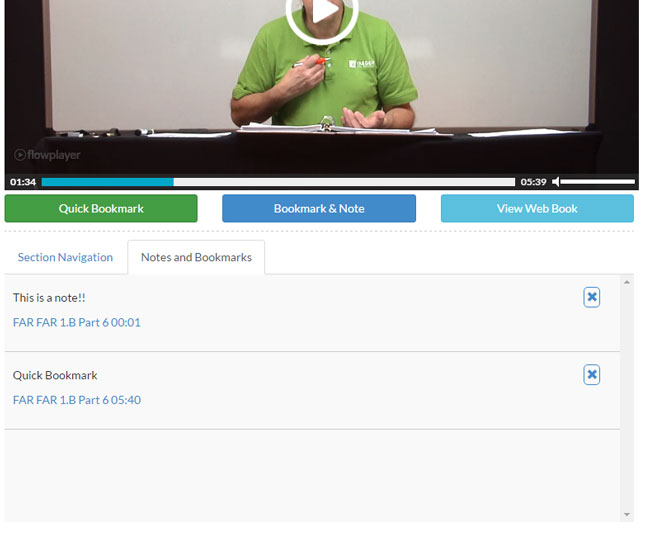 flowplayer
01:34 05:39
Quick Bookmark Bookmark & Note View Web Book
Section Navigation Notes and Bookmarks
This is a note!!
FAR FAR 1.B Part 6 00:01
Quick Bookmark
FAR FAR 1.B Part 6 05:40